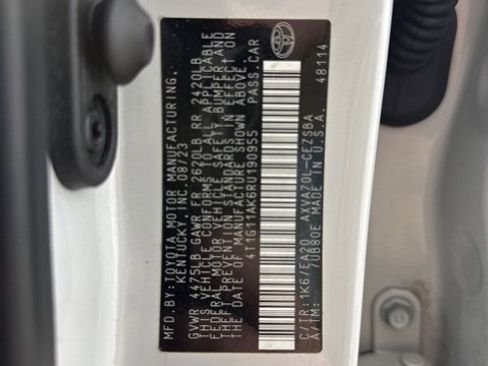 MFD. BY: TOYOTA MOTOR MANUFACTURING,
KENTUCKY, INC. 08/23
GVWR 4475LB GAWR FR 2620LB RR 2420LB
THIS VEHICLE CONFORMS TO ALL APPLICABLE
FEDERAL MOTOR VEHICLE SAFETY, BUMPER, AND
THEFT PREVENTION STANDARDS IN EFFECT ON
THE DATE OF MANUFACTURE SHOWN ABOVE.
4T1G11AK6RU190955 PASS. CAR
C/TR: 1K6/EA20 AXVA70L-CEZSBA
A/TM: 7UB80E MADE IN U.S.A.
48114